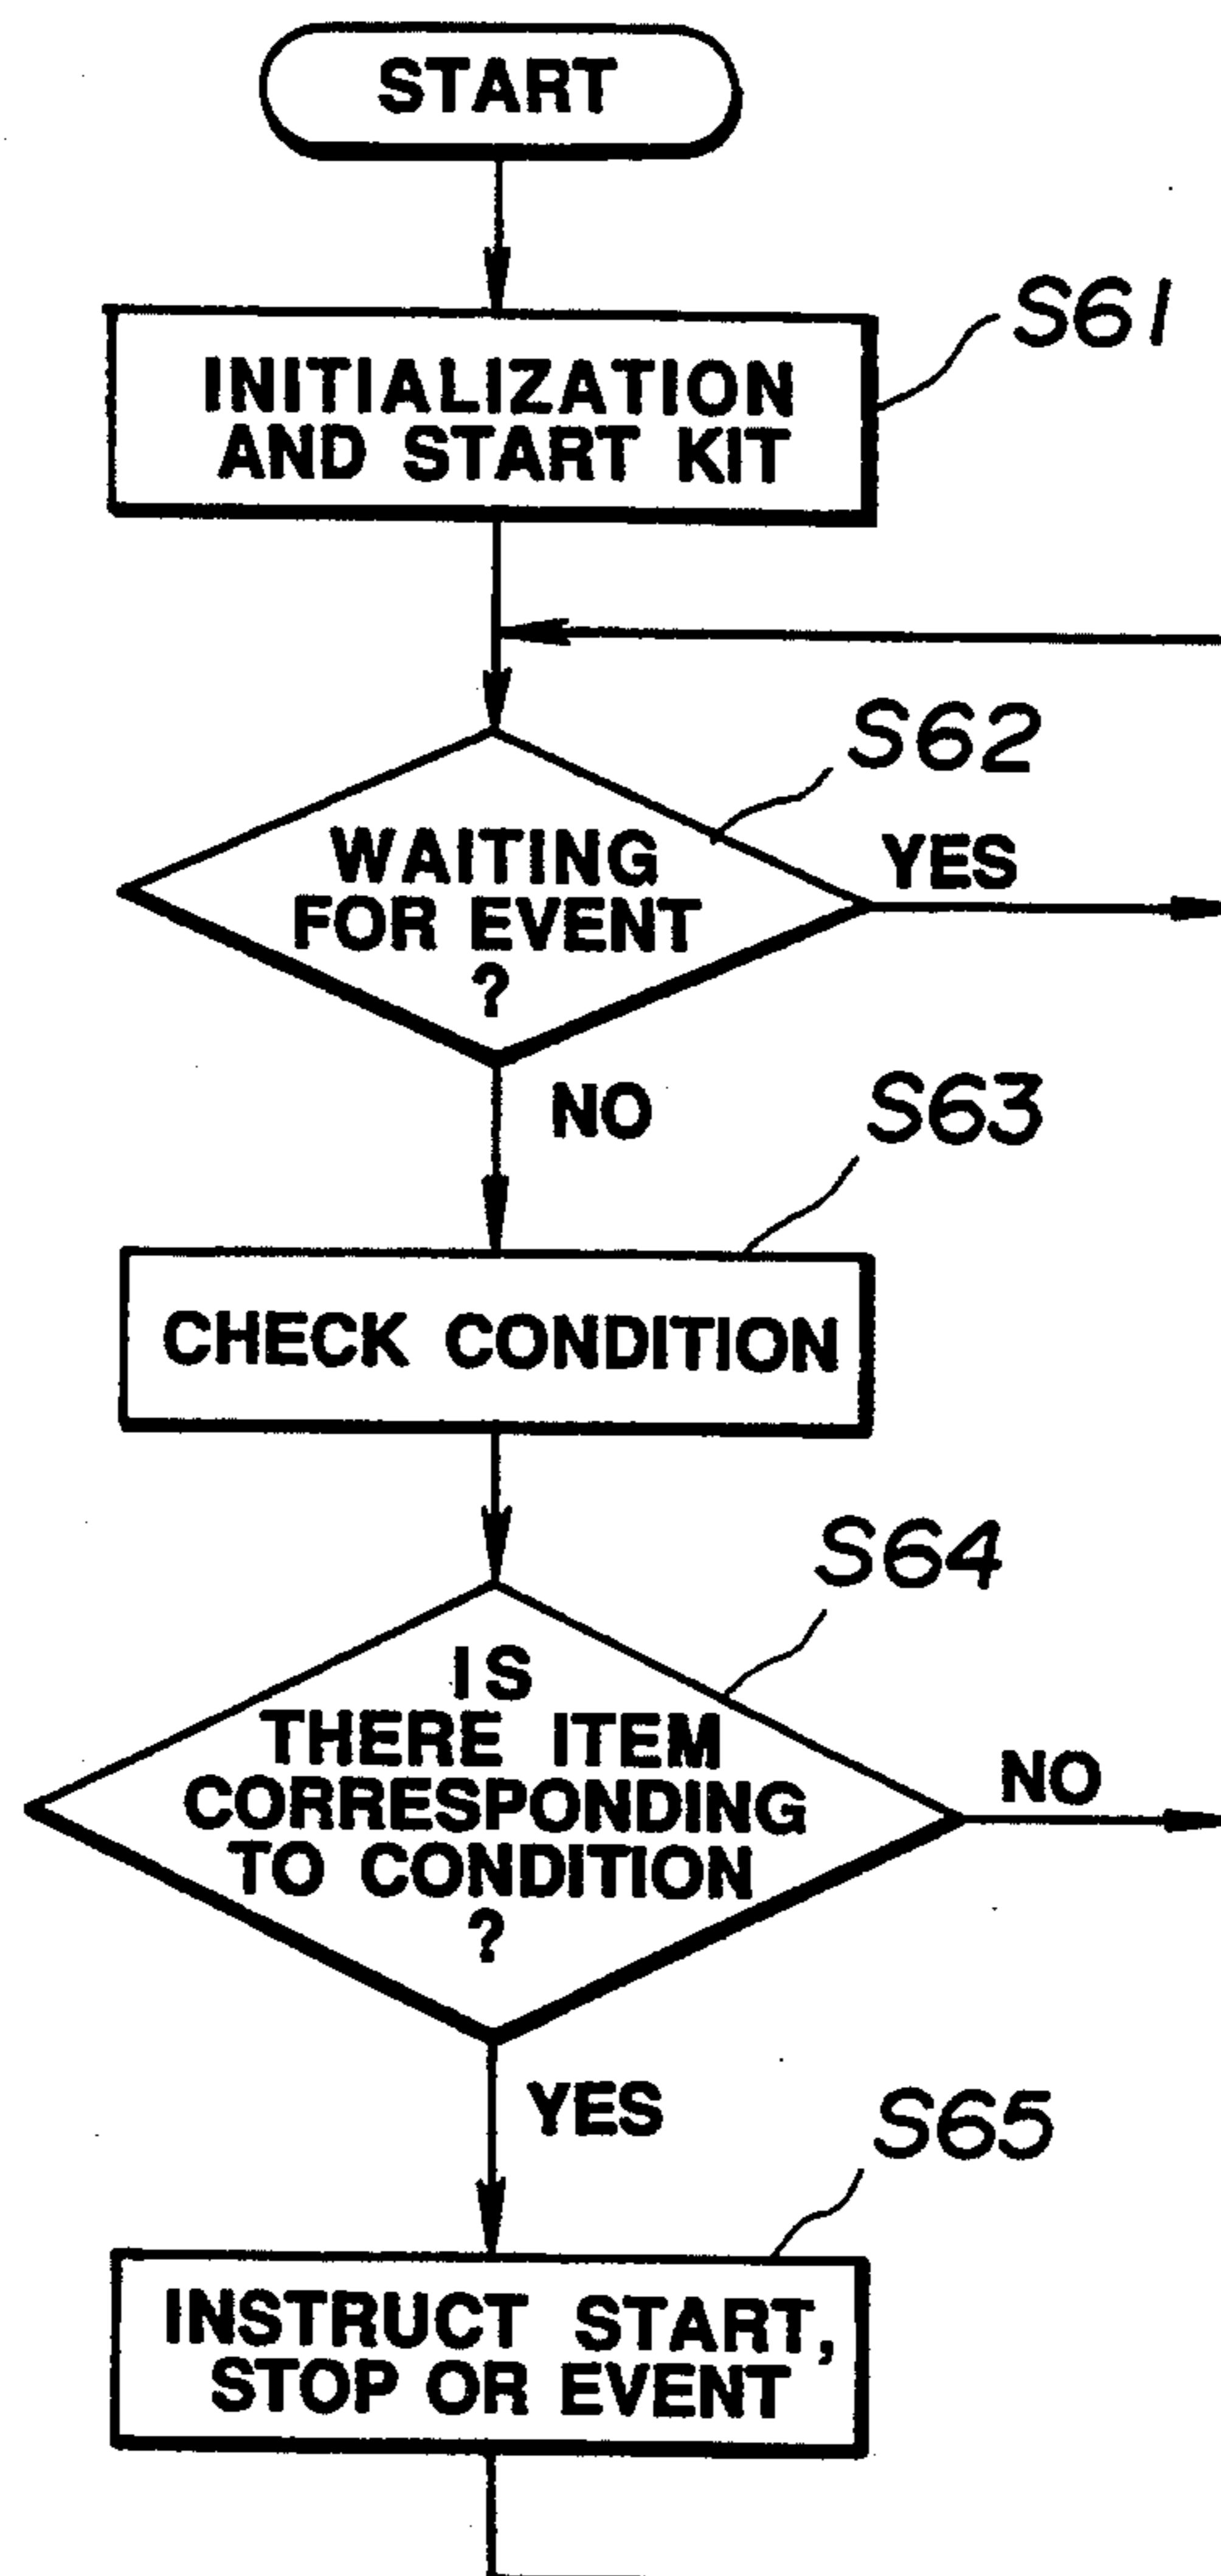 START
S61
INITIALIZATION
AND START KIT
S62
WAITING
FOR EVENT
?
YES
NO
S63
CHECK CONDITION
S64
IS
THERE ITEM
CORRESPONDING
TO CONDITION
?
NO
YES
S65
INSTRUCT START,
STOP OR EVENT